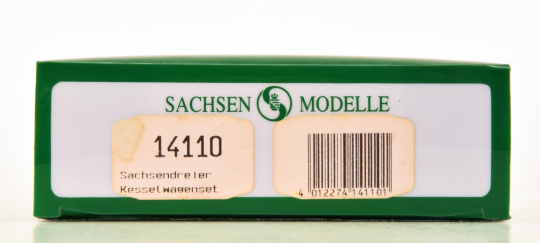 SACHSEN MODELLE
14110
Sachsendreier
Kesselwagenset
4 012274 141101